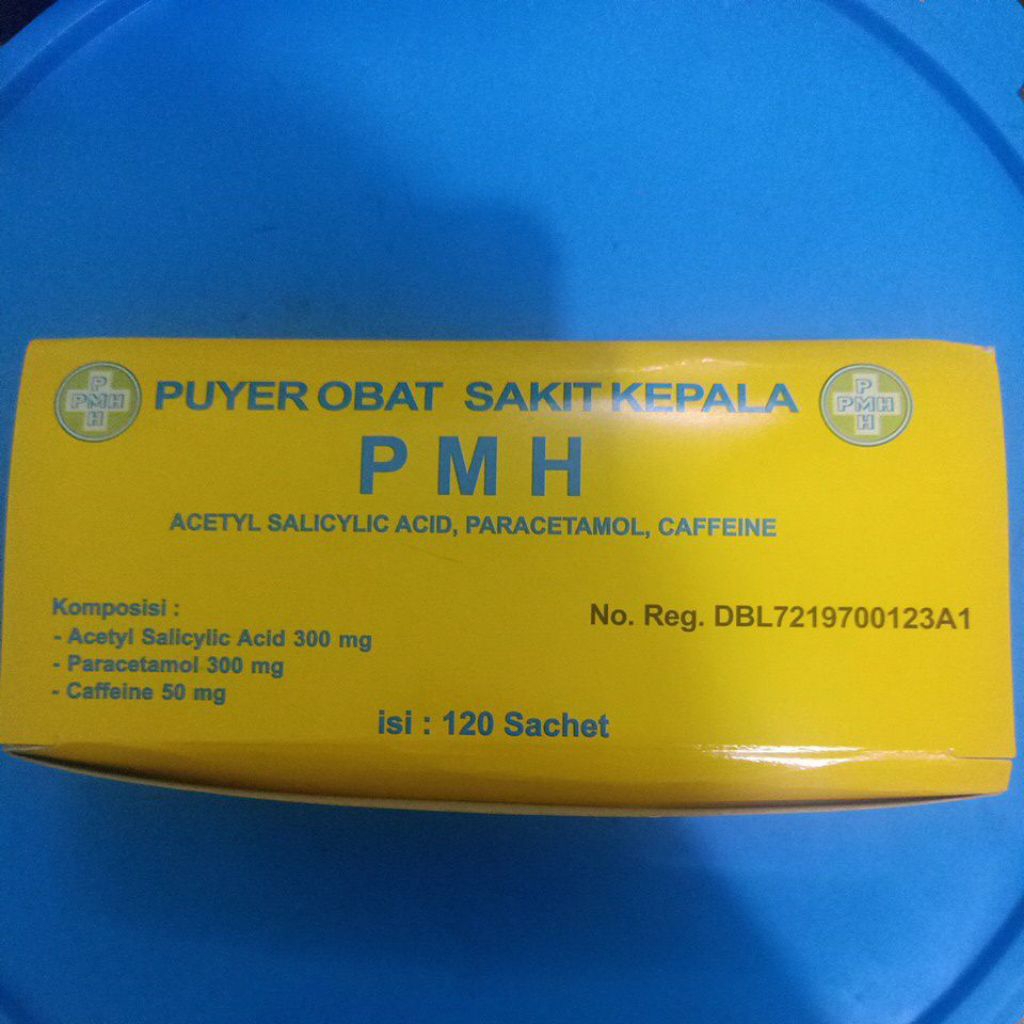 PUYER OBAT SAKIT KEPALA
P M H
ACETYL SALICYLIC ACID, PARACETAMOL, CAFFEINE
Komposisi :
- Acetyl Salicylic Acid 300 mg
- Paracetamol 300 mg
- Caffeine 50 mg
No. Reg. DBL7219700123A1
isi : 120 Sachet
P
PMH
H
P
PMH
H